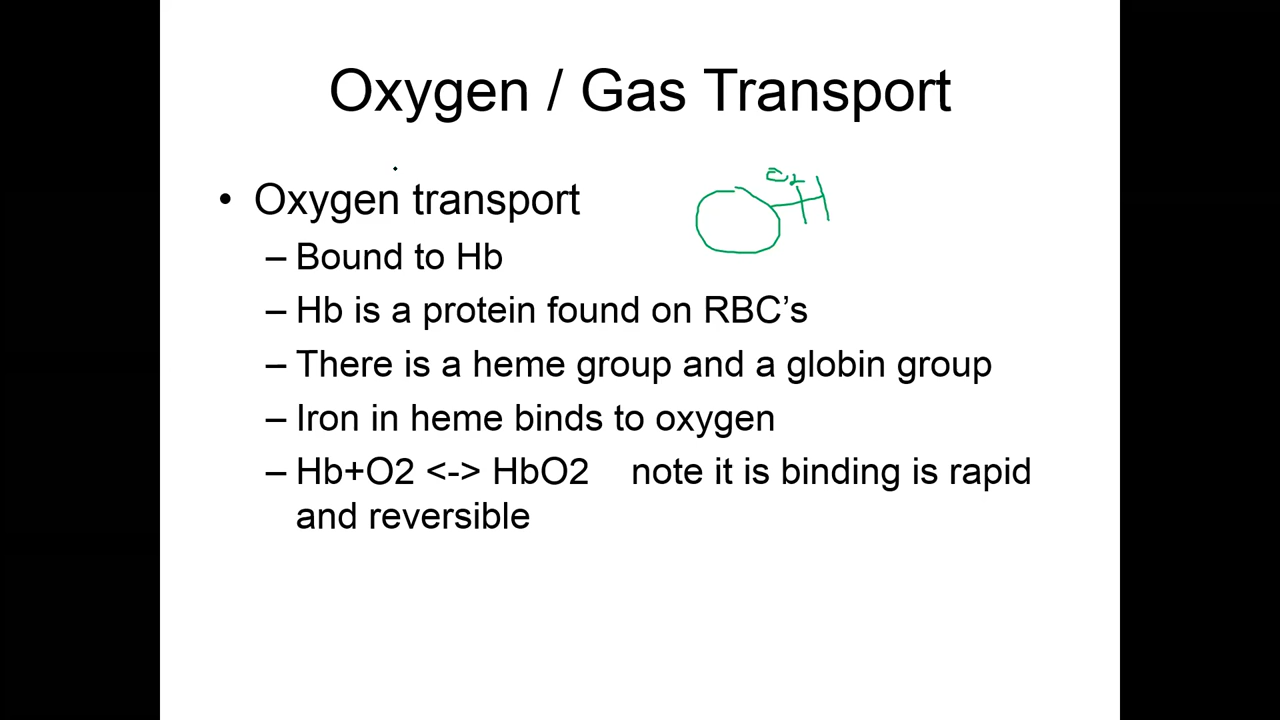 Oxygen / Gas Transport
O2
H
• Oxygen transport
– Bound to Hb
– Hb is a protein found on RBC’s
– There is a heme group and a globin group
– Iron in heme binds to oxygen
– Hb+O2 <-> HbO2 note it is binding is rapid
and reversible